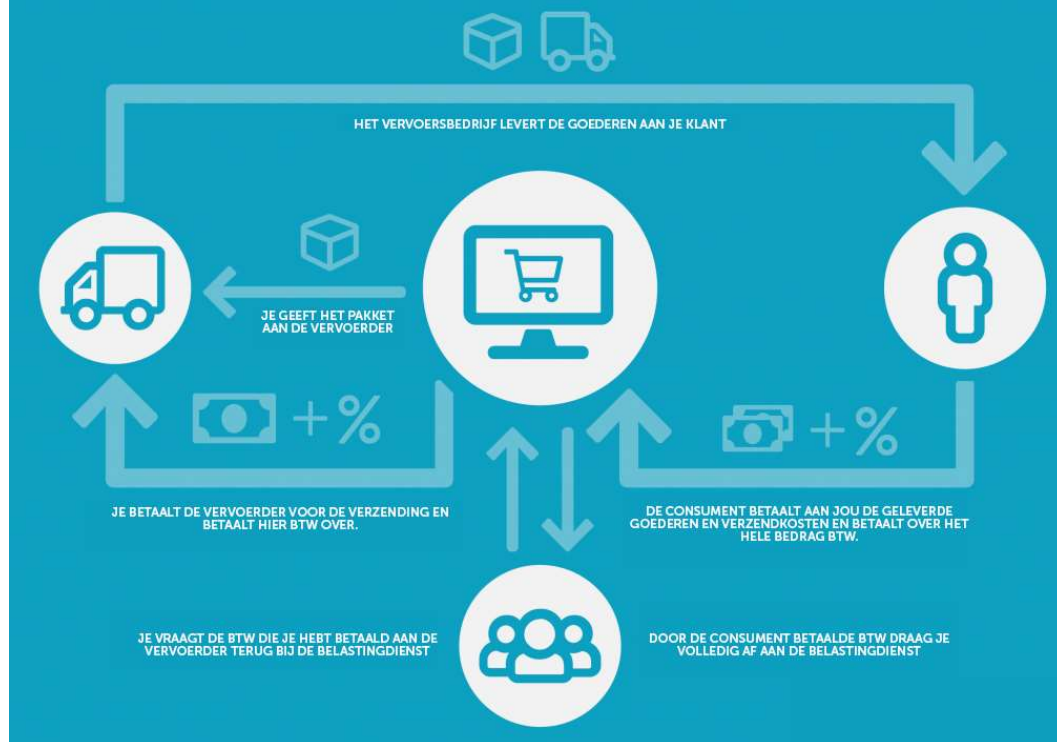 HET VERVOERSBEDRIJF LEVERT DE GOEDEREN AAN JE KLANT
JE GEEFT HET PAKKET
AAN DE VERVOERDER
+ %
+ %
JE BETAALT DE VERVOERDER VOOR DE VERZENDING EN
BETAALT HIER BTW OVER.
DE CONSUMENT BETAALT AAN JOU DE GELEVERDE
GOEDEREN EN VERZENDKOSTEN EN BETAALT OVER HET
HELE BEDRAG BTW.
JE VRAAGT DE BTW DIE JE HEBT BETAALD AAN DE
VERVOERDER TERUG BIJ DE BELASTINGDIENST
DOOR DE CONSUMENT BETAALDE BTW DRAAG JE
VOLLEDIG AF AAN DE BELASTINGDIENST